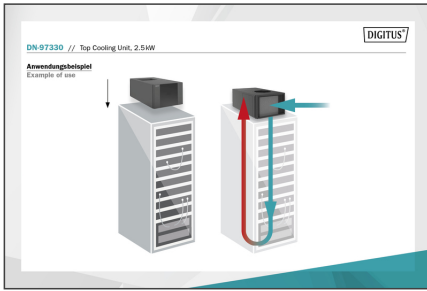 DIGITUS®
DN-97330 // Top Cooling Unit, 2.5kW
Anwendungsbeispiel
Example of use